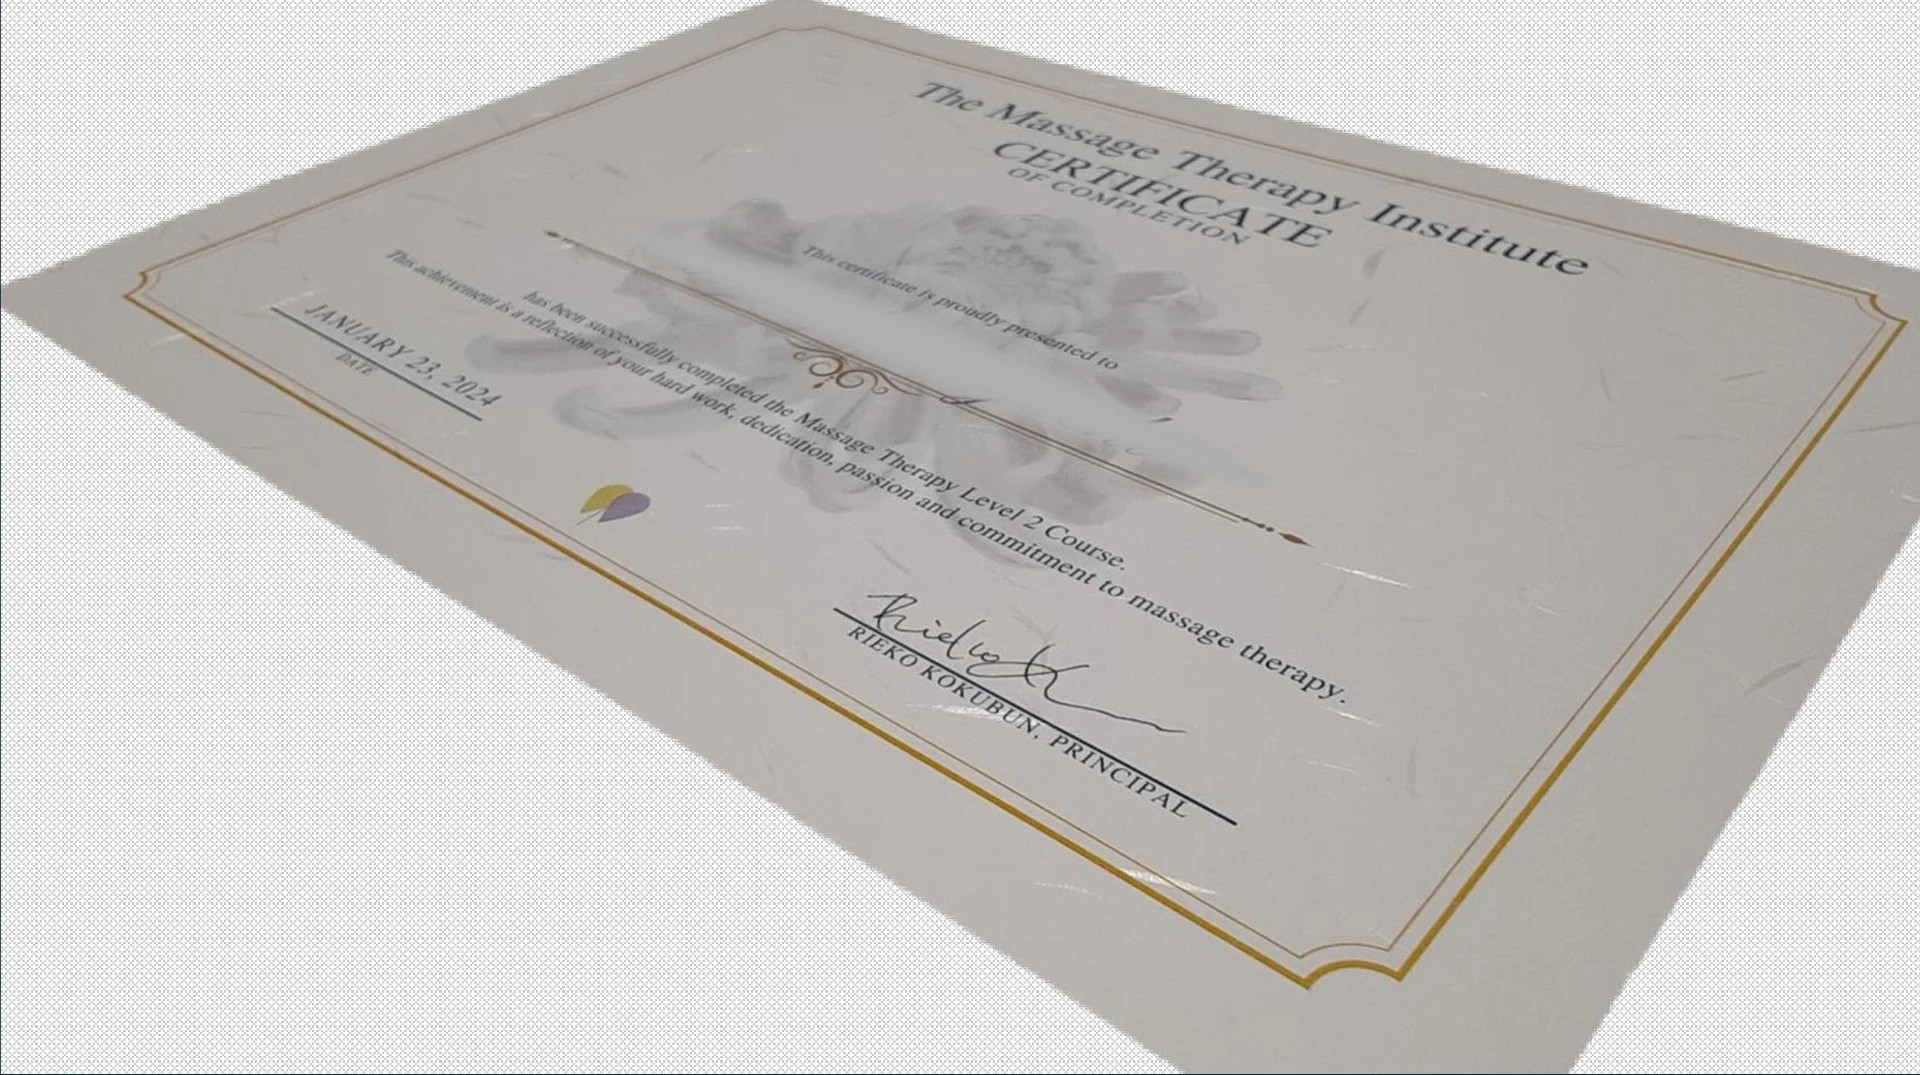 The Massage Therapy Institute
CERTIFICATE
OF COMPLETION
This certificate is proudly presented to
has been successfully completed the Massage Therapy Level 2 Course.
This achievement is a reflection of your hard work, dedication, passion and commitment to massage therapy.
JANUARY 23, 2024
DATE
Rieko K
RIEKO KOKUBUN, PRINCIPAL